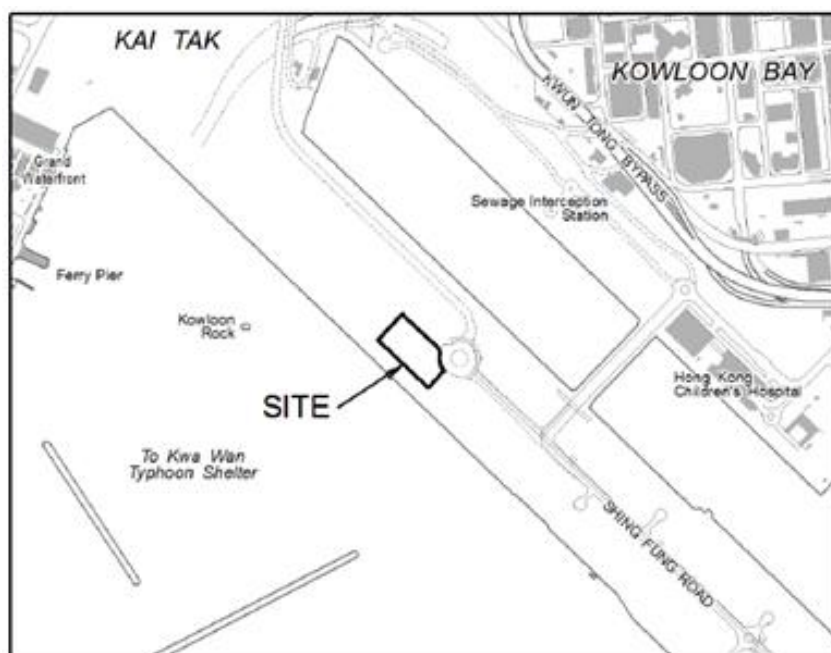 KAI TAK
KOWLOON BAY
KWUN TONG BYPASS
Grand
Waterfront
Sewage Interception
Station
Ferry Pier
Kowloon
Rock
SITE
Hong Kong
Children's Hospital
To Kwa Wan
Typhoon Shelter
SHING FUNG ROAD